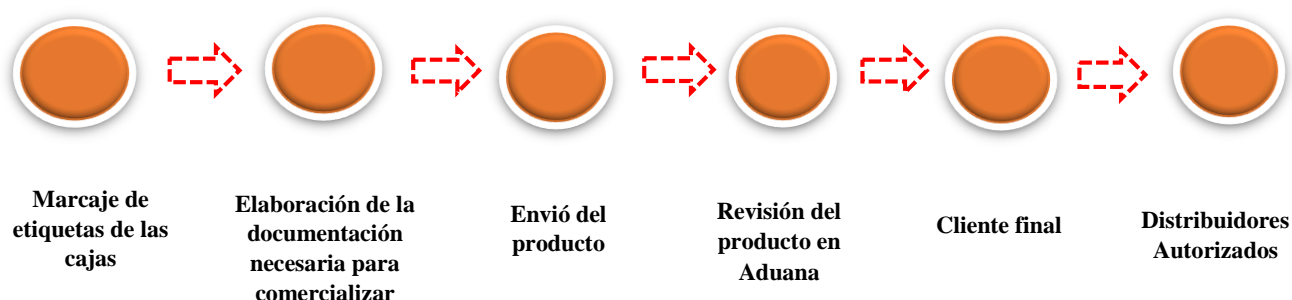 Marcaje de
etiquetas de las
cajas
Elaboración de la
documentación
necesaria para
comercializar
Envió del
producto
Revisión del
producto en
Aduana
Cliente final
Distribuidores
Autorizados